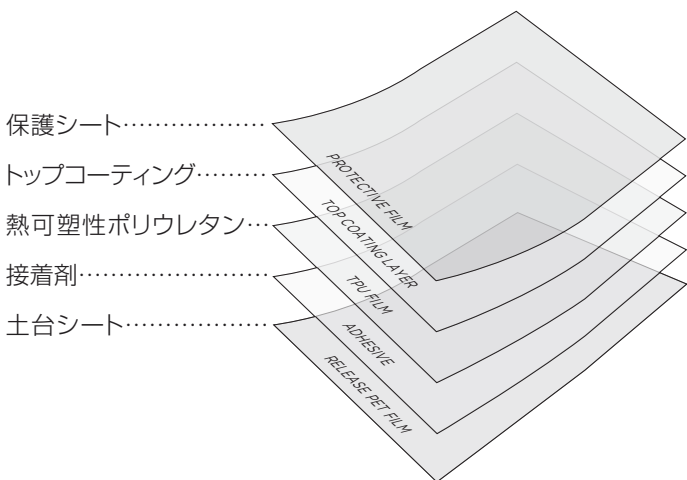 保護シート………………
PROTECTIVE FILM
トップコーティング………
TOP COATING LAYER
熱可塑性ポリウレタン…
TPU FILM
接着剤……………………
ADHESIVE
土台シート………………
RELEASE PET FILM